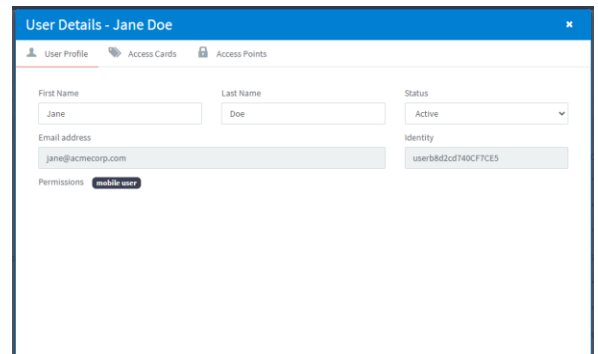 User Details - Jane Doe ×
User Profile Access Cards Access Points
First Name Last Name Status
Jane Doe Active
Email address Identity
jane@acmecorp.com userb8d2cd740CF7CE5
Permissions mobile user